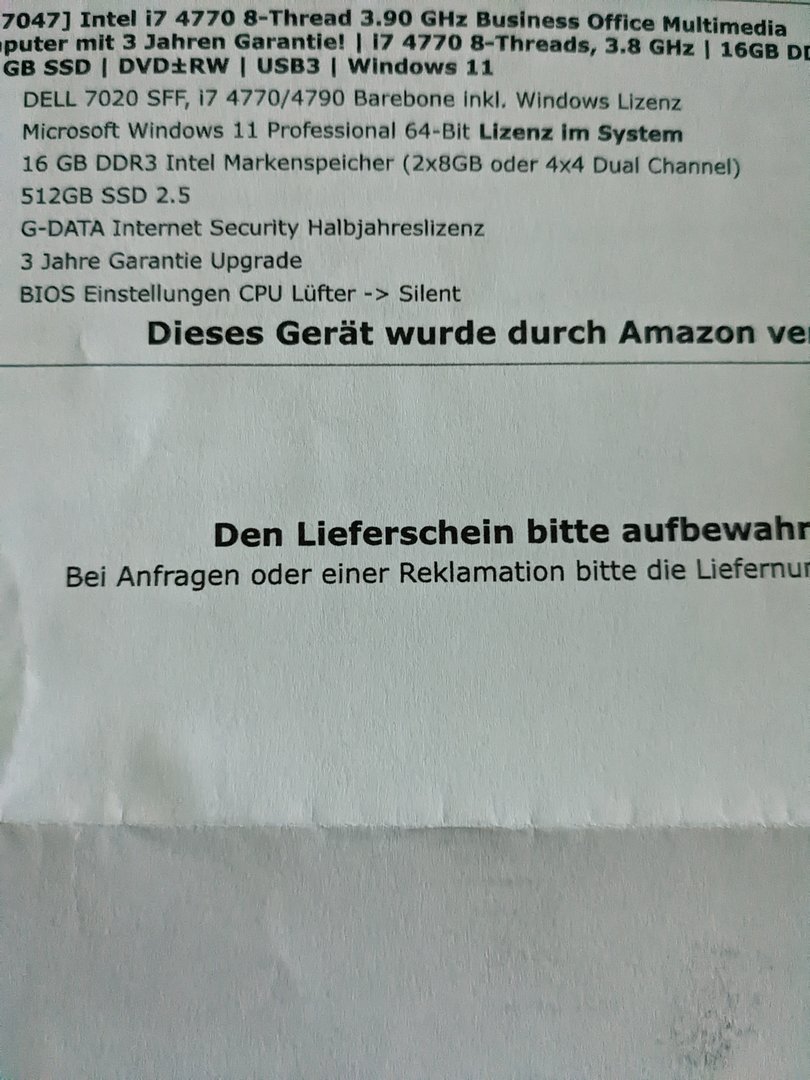 7047] Intel i7 4770 8-Thread 3.90 GHz Business Office Multimedia
puter mit 3 Jahren Garantie! | i7 4770 8-Threads, 3.8 GHz | 16GB DD
GB SSD | DVD±RW | USB3 | Windows 11
DELL 7020 SFF, i7 4770/4790 Barebone inkl. Windows Lizenz
Microsoft Windows 11 Professional 64-Bit Lizenz im System
16 GB DDR3 Intel Markenspeicher (2x8GB oder 4x4 Dual Channel)
512GB SSD 2.5
G-DATA Internet Security Halbjahreslizenz
3 Jahre Garantie Upgrade
BIOS Einstellungen CPU Lüfter -> Silent
Dieses Gerät wurde durch Amazon ver
Den Lieferschein bitte aufbewahr
Bei Anfragen oder einer Reklamation bitte die Liefernur